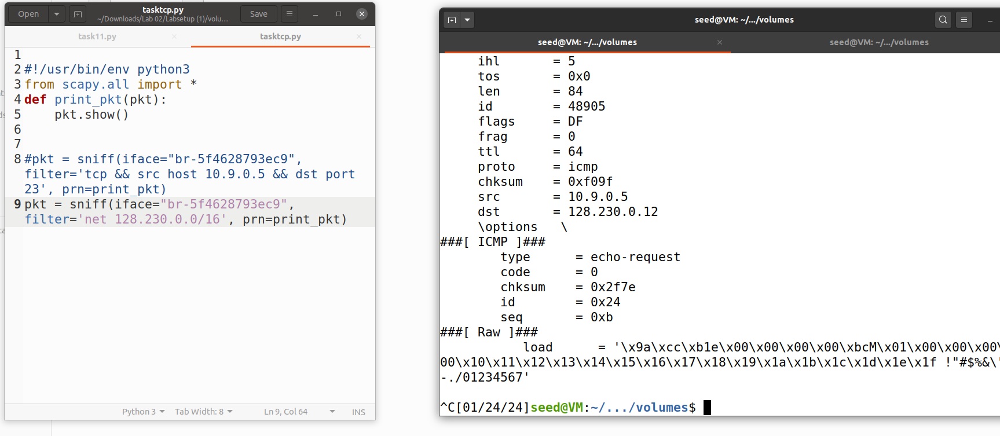 Open
tasktcp.py
~/Downloads/Lab 02/Labsetup (1)/volu...
Save
task11.py
tasktcp.py
1
2 #!/usr/bin/env python3
3 from scapy.all import *
4 def print_pkt(pkt):
5     pkt.show()
6
7
8 #pkt = sniff(iface="br-5f4628793ec9",
filter='tcp && src host 10.9.0.5 && dst port
23', prn=print_pkt)
9 pkt = sniff(iface="br-5f4628793ec9",
filter='net 128.230.0.0/16', prn=print_pkt)
Python 3
Tab Width: 8
Ln 9, Col 64
INS
seed@VM: ~/.../volumes
seed@VM: ~/.../volumes
seed@VM: ~/.../volumes
ihl       = 5
tos       = 0x0
len       = 84
id        = 48905
flags     = DF
frag      = 0
ttl       = 64
proto     = icmp
chksum    = 0xf09f
src       = 10.9.0.5
dst       = 128.230.0.12
\options   \
###[ ICMP ]###
type      = echo-request
code      = 0
chksum    = 0x2f7e
id        = 0x24
seq       = 0xb
###[ Raw ]###
load      = '\x9a\xcc\xb1e\x00\x00\x00\x00\xbcM\x01\x00\x00\x00\
00\x10\x11\x12\x13\x14\x15\x16\x17\x18\x19\x1a\x1b\x1c\x1d\x1e\x1f !"#$%&\'
-./01234567'
^C[01/24/24]seed@VM:~/.../volumes$